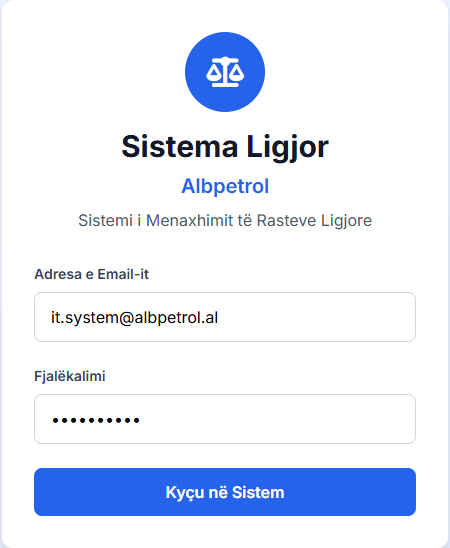 Sistema Ligjor
Albpetrol
Sistemi i Menaxhimit të Rasteve Ligjore
Adresa e Email-it
it.system@albpetrol.al
Fjalëkalimi
••••••••••
Kyçu në Sistem